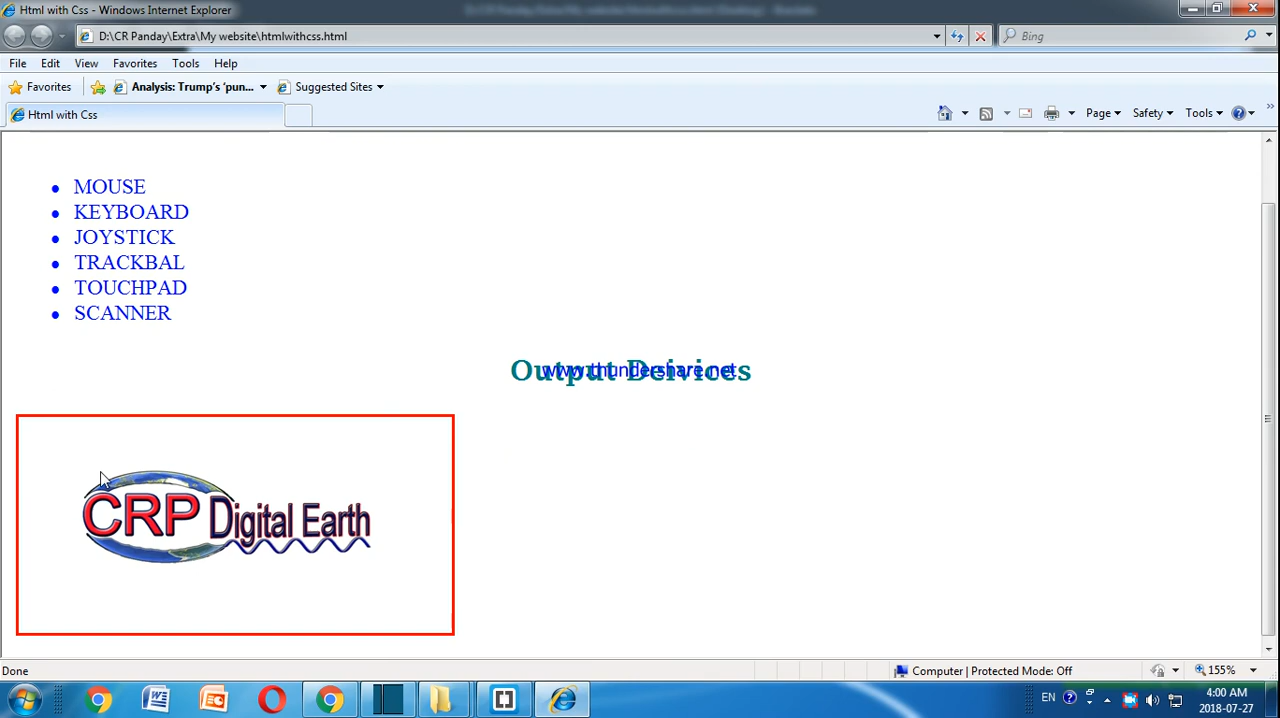 Html with Css - Windows Internet Explorer
D:\CR Panday\Extra\My website\htmlwithcss.html
Bing
File Edit View Favorites Tools Help
Favorites Analysis: Trump's 'pun... Suggested Sites
Html with Css
Page Safety Tools
MOUSE
KEYBOARD
JOYSTICK
TRACKBAL
TOUCHPAD
SCANNER
Output Deivices
www.thundershare.net
CRP Digital Earth
Done
Computer | Protected Mode: Off
155%
EN
4:00 AM
2018-07-27